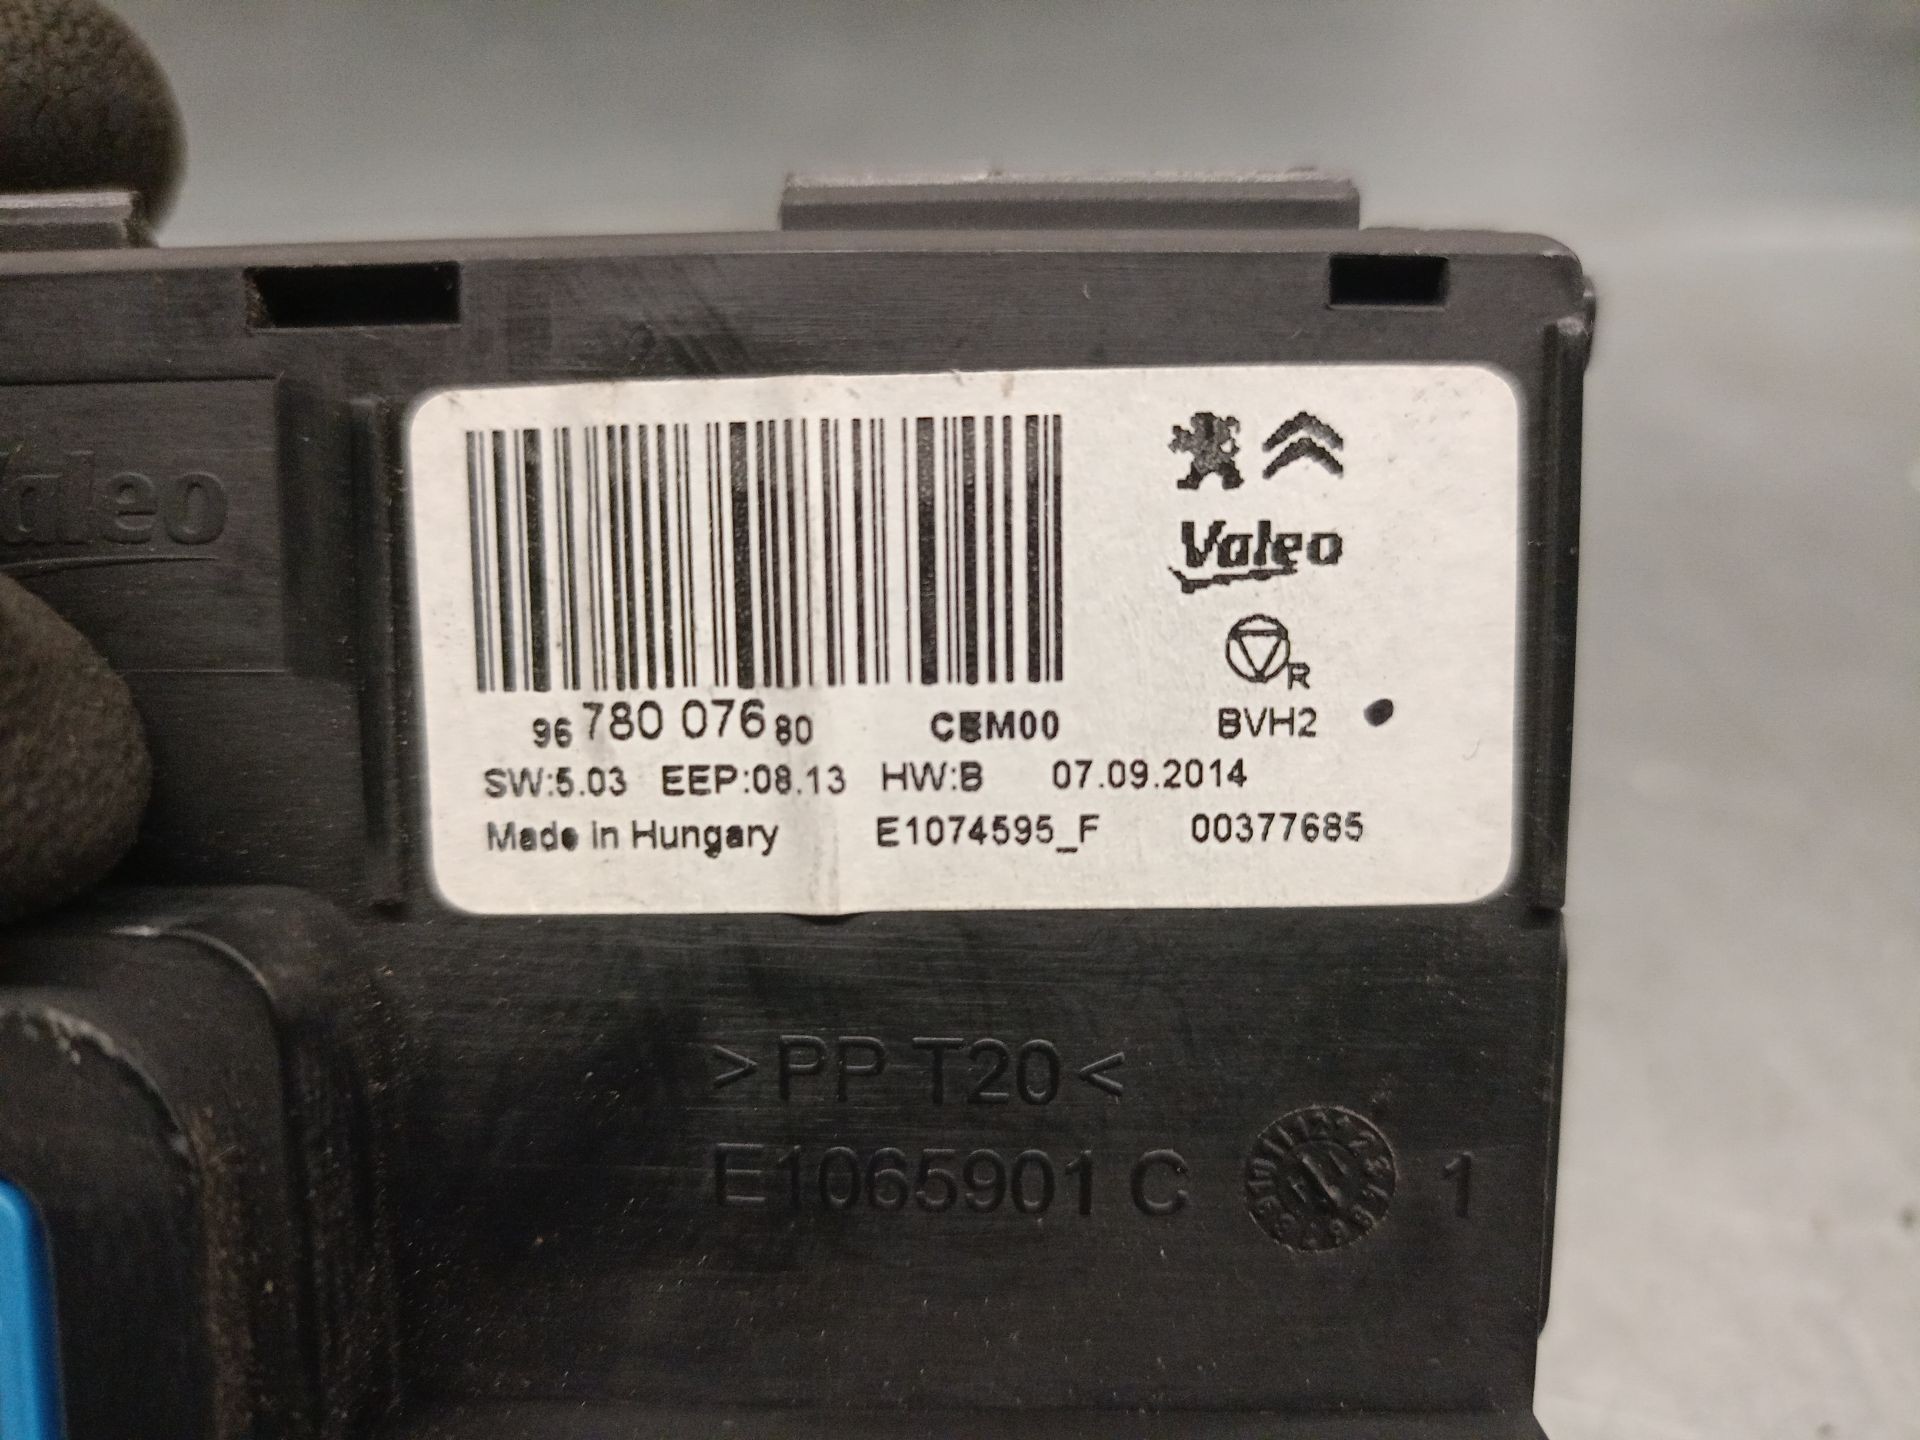 Valeo
Valeo
R
96 780 076 80 CEM00 BVH2
SW:5.03 EEP:08.13 HW:B 07.09.2014
Made in Hungary E1074595_F 00377685
>PP T20<
E1065901 C 1